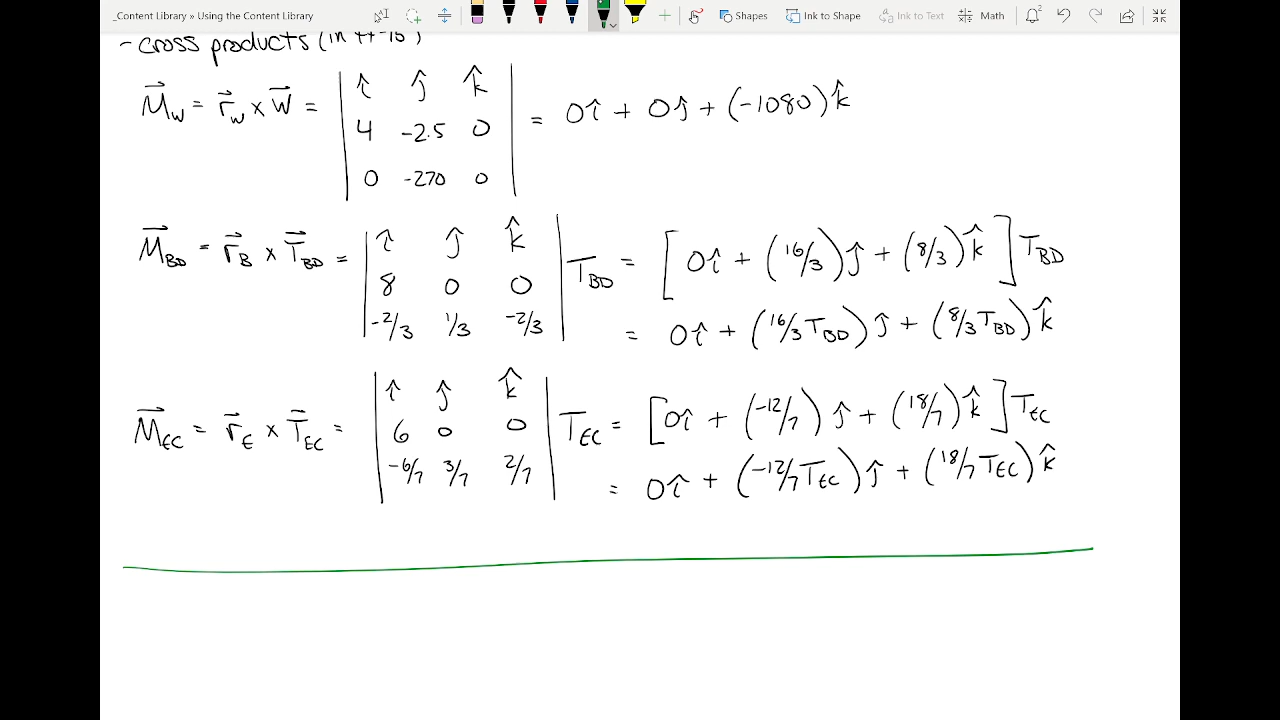 _Content Library » Using the Content Library
Shapes Ink to Shape Ink to Text Math
- cross products (in ft-lb)
M⃗_W = r⃗_W × W⃗ = | î ĵ k̂ | = 0î + 0ĵ + (-1080)k̂
4 -2.5 0
0 -270 0
M⃗_BD = r⃗_B × T⃗_BD = | î ĵ k̂ | T_BD = [0î + (16/3)ĵ + (8/3)k̂] T_BD
8 0 0
-2/3 1/3 -2/3
= 0î + (16/3 T_BD)ĵ + (8/3 T_BD)k̂
M⃗_EC = r⃗_E × T⃗_EC = | î ĵ k̂ | T_EC = [0î + (-12/7)ĵ + (18/7)k̂] T_EC
6 0 0
-6/7 3/7 2/7
= 0î + (-12/7 T_EC)ĵ + (18/7 T_EC)k̂